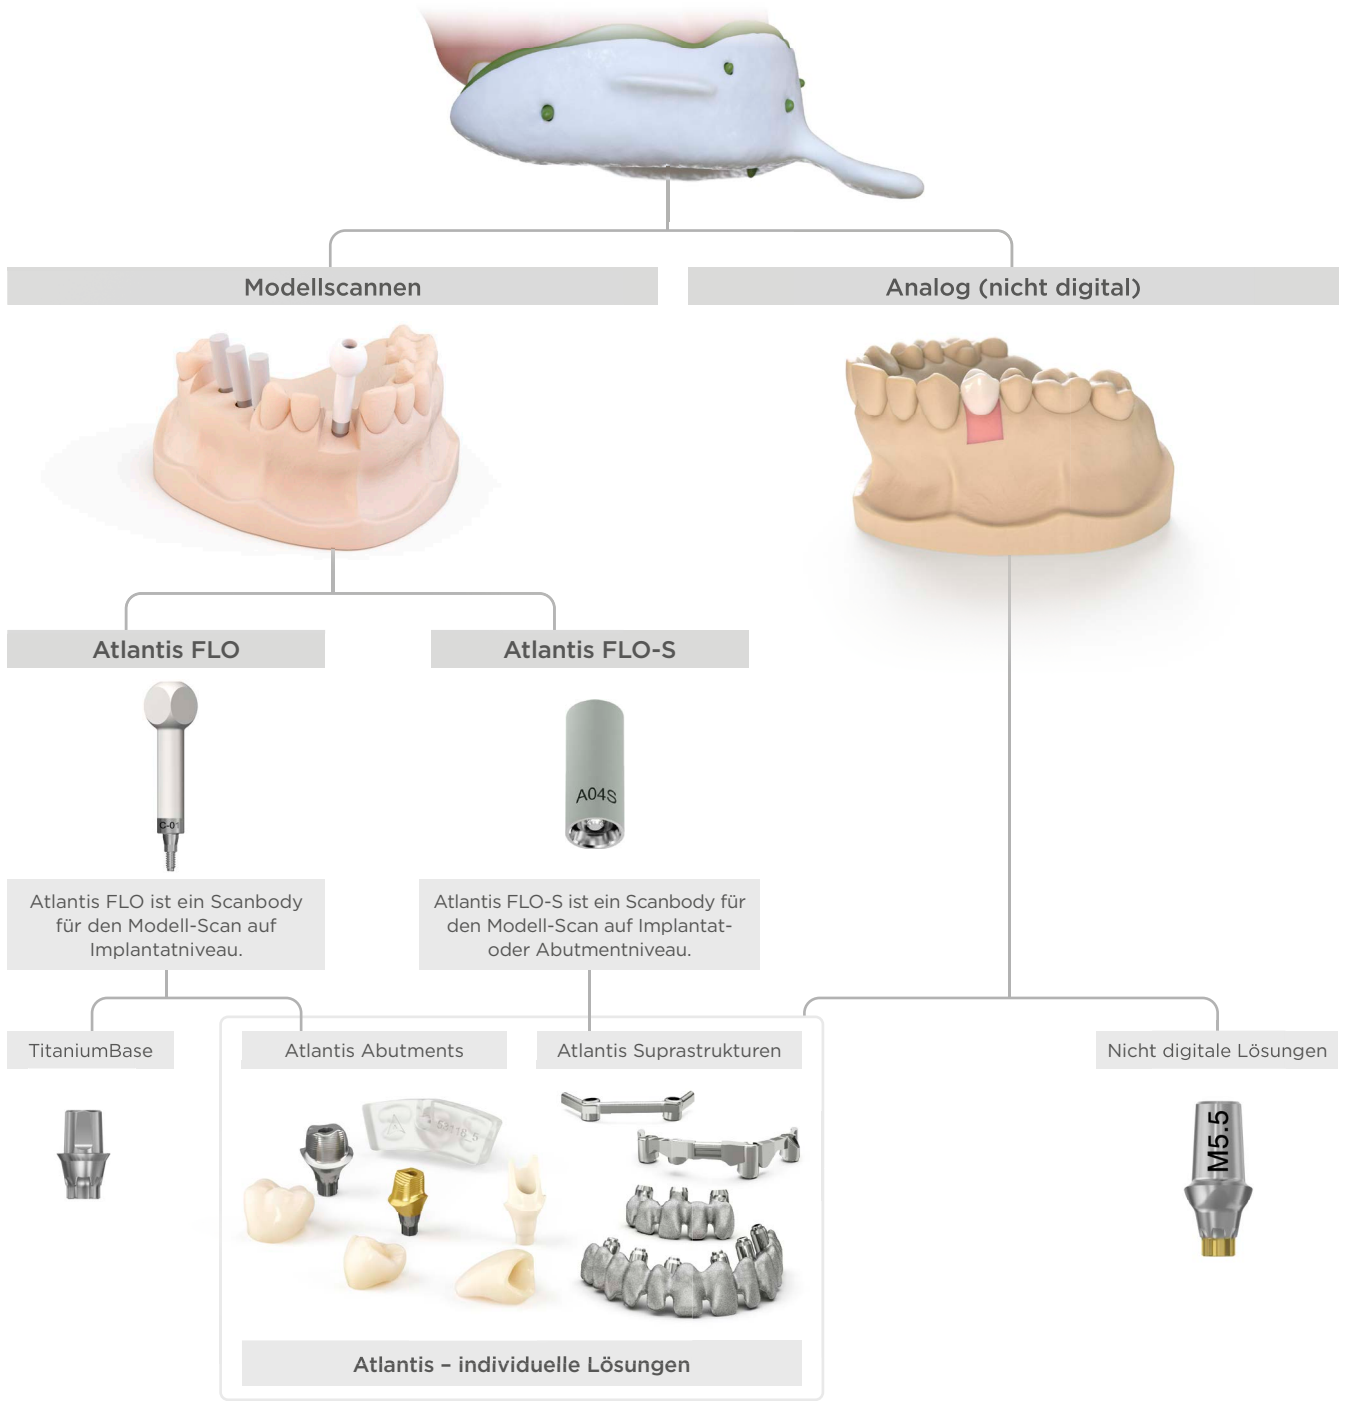 Modellscannen
Analog (nicht digital)
Atlantis FLO
Atlantis FLO-S
C-01
A04S
Atlantis FLO ist ein Scanbody
für den Modell-Scan auf
Implantatniveau.
Atlantis FLO-S ist ein Scanbody für
den Modell-Scan auf Implantat-
oder Abutmentniveau.
TitaniumBase
Atlantis Abutments
Atlantis Suprastrukturen
Nicht digitale Lösungen
M5.5
Atlantis – individuelle Lösungen